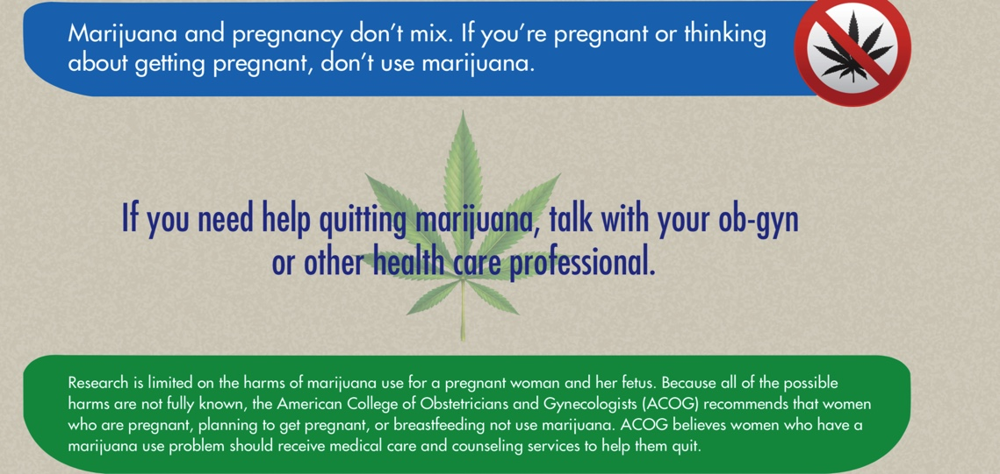 Marijuana and pregnancy don’t mix. If you’re pregnant or thinking
about getting pregnant, don’t use marijuana.
If you need help quitting marijuana, talk with your ob-gyn
or other health care professional.
Research is limited on the harms of marijuana use for a pregnant woman and her fetus. Because all of the possible
harms are not fully known, the American College of Obstetricians and Gynecologists (ACOG) recommends that women
who are pregnant, planning to get pregnant, or breastfeeding not use marijuana. ACOG believes women who have a
marijuana use problem should receive medical care and counseling services to help them quit.